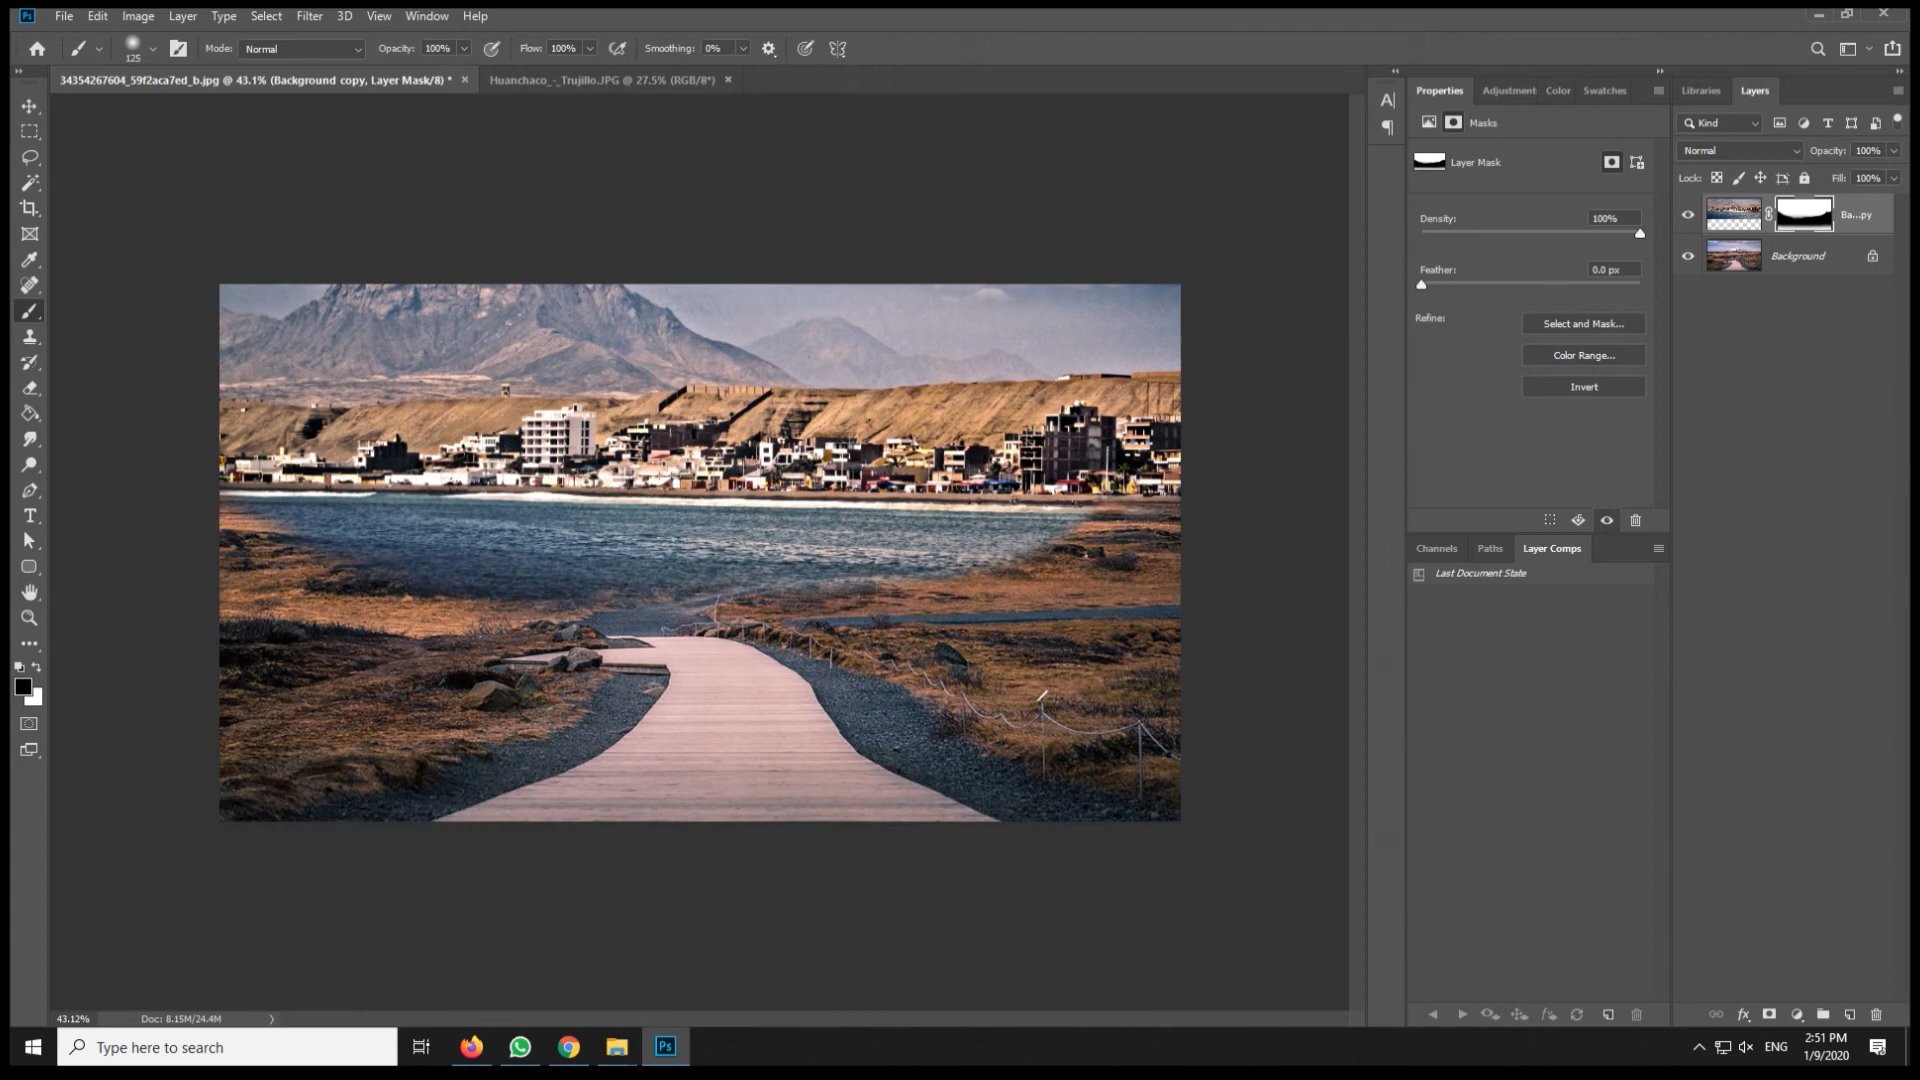 Ps File Edit Image Layer Type Select Filter 3D View Window Help
125 Mode: Normal Opacity: 100% Flow: 100% Smoothing: 0%
34354267604_59f2aca7ed_b.jpg @ 43.1% (Background copy, Layer Mask/8) * × Huanchaco_-_Trujillo.JPG @ 27.5% (RGB/8*) ×
Properties Adjustment Color Swatches
Masks
Layer Mask
Density: 100%
Feather: 0.0 px
Refine:
Select and Mask...
Color Range...
Invert
Channels Paths Layer Comps
Last Document State
Libraries Layers
Kind
Normal Opacity: 100%
Lock: Fill: 100%
Ba...py
Background
43.12% Doc: 8.15M/24.4M
Type here to search
Ps
ENG
2:51 PM
1/9/2020